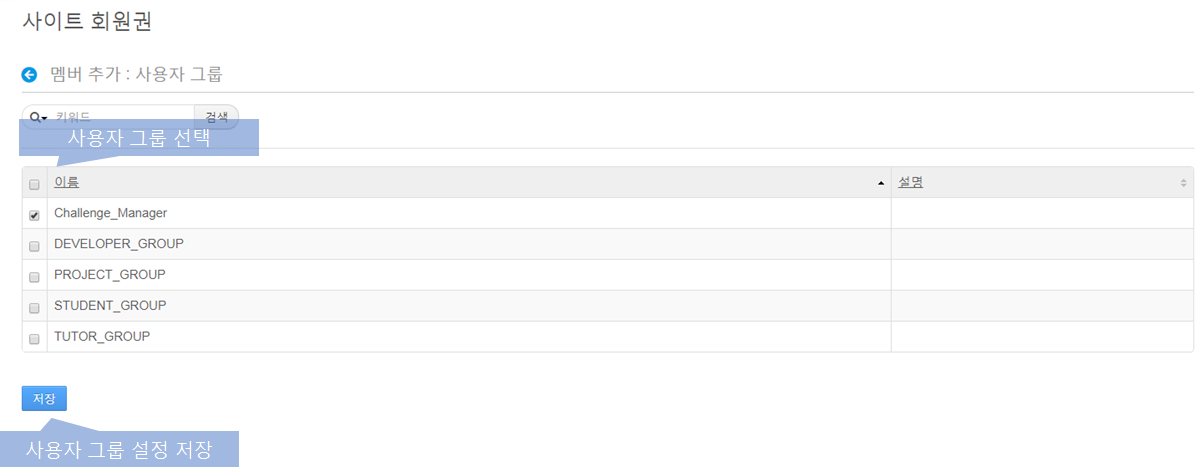 사이트 회원권
멤버 추가 : 사용자 그룹
키워드 검색
사용자 그룹 선택
이름 설명
Challenge_Manager
DEVELOPER_GROUP
PROJECT_GROUP
STUDENT_GROUP
TUTOR_GROUP
저장
사용자 그룹 설정 저장